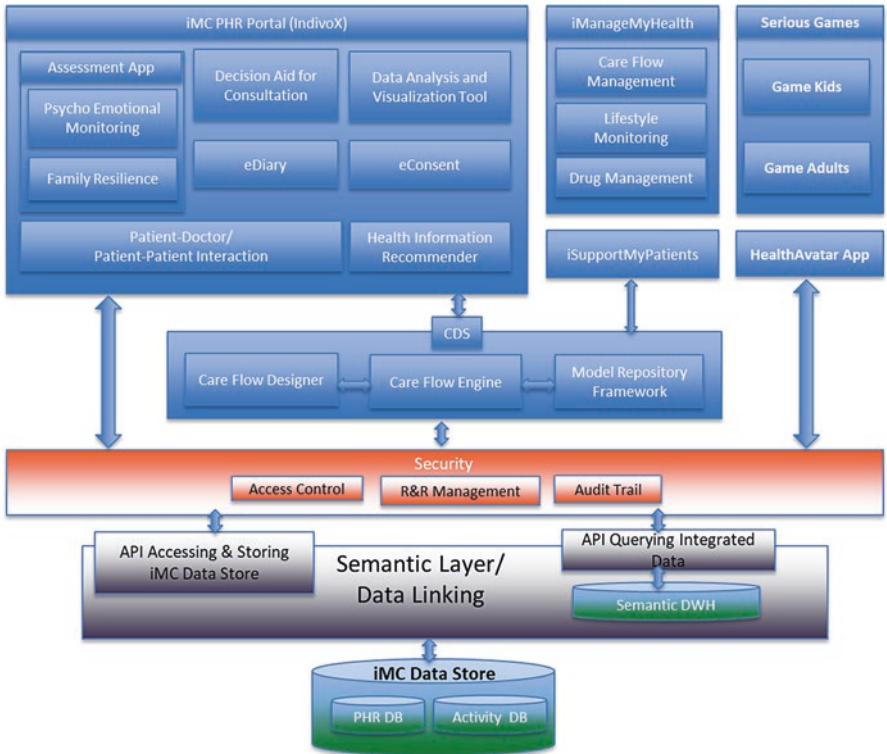 iMC PHR Portal (IndivoX)
Assessment App
Psycho Emotional
Monitoring
Family Resilience
Decision Aid for
Consultation
Data Analysis and
Visualization Tool
eDiary
eConsent
Patient-Doctor/
Patient-Patient Interaction
Health Information
Recommender
iManageMyHealth
Care Flow
Management
Lifestyle
Monitoring
Drug Management
Serious Games
Game Kids
Game Adults
iSupportMyPatients
HealthAvatar App
CDS
Care Flow Designer
Care Flow Engine
Model Repository
Framework
Security
Access Control
R&R Management
Audit Trail
API Accessing & Storing
iMC Data Store
Semantic Layer/
Data Linking
API Querying Integrated
Data
Semantic DWH
iMC Data Store
PHR DB
Activity DB